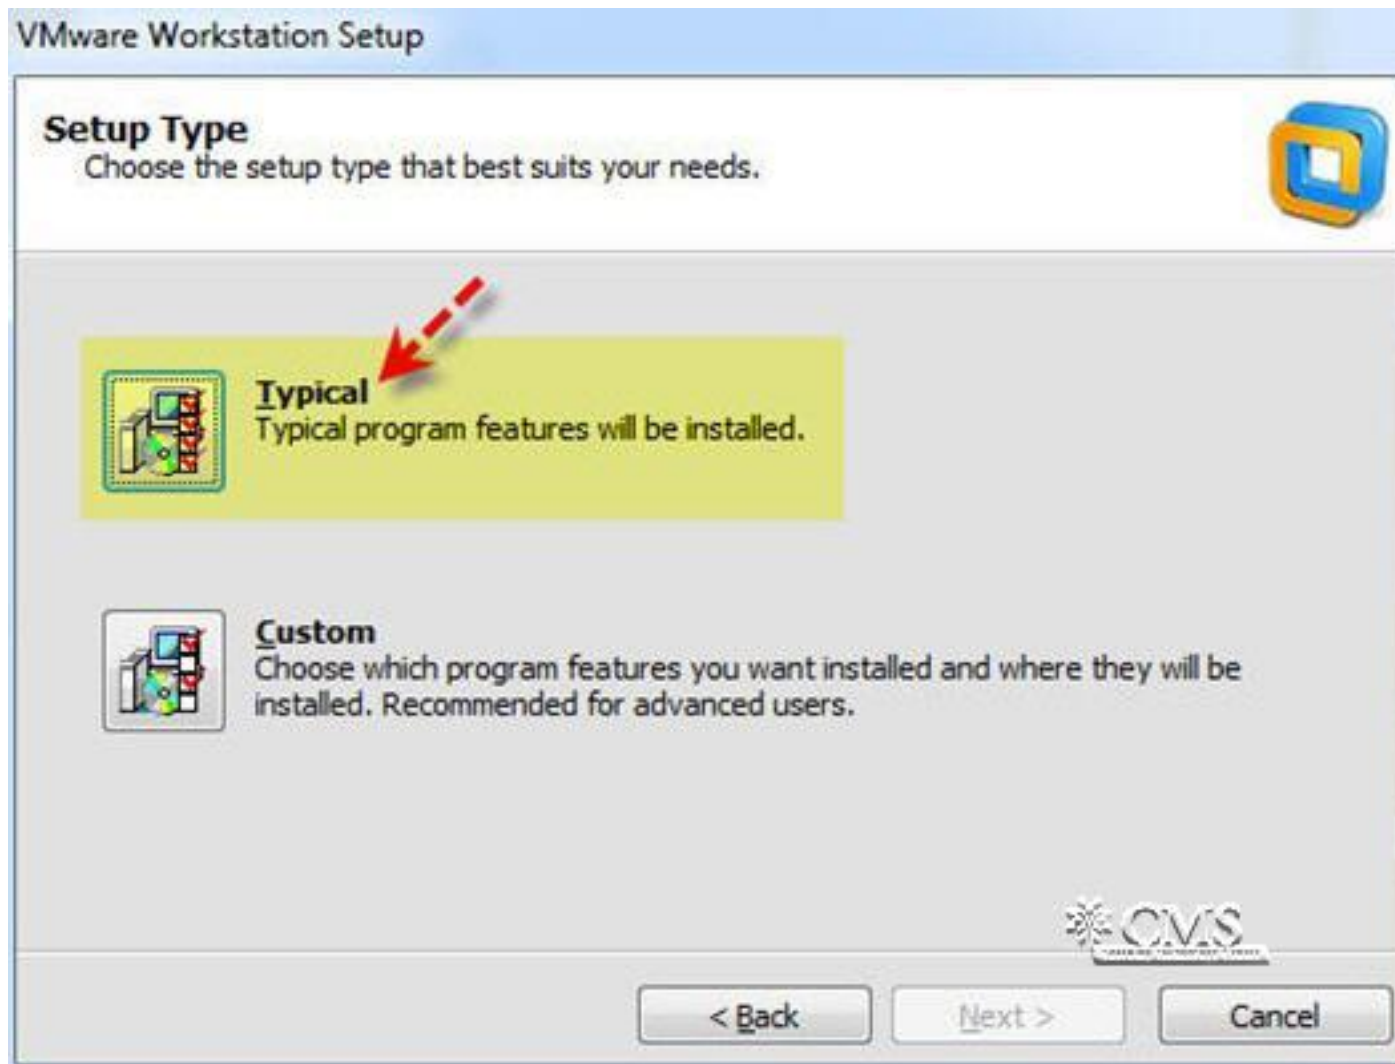 VMware Workstation Setup
Setup Type
Choose the setup type that best suits your needs.
Typical
Typical program features will be installed.
Custom
Choose which program features you want installed and where they will be
installed. Recommended for advanced users.
CMS
< Back
Next >
Cancel